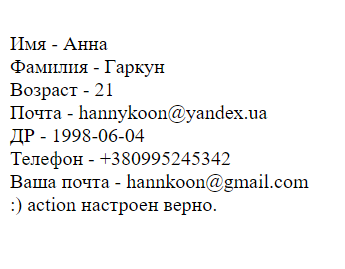 Имя - Анна
Фамилия - Гаркун
Возраст - 21
Почта - hannykoon@yandex.ua
ДР - 1998-06-04
Телефон - +380995245342
Ваша почта - hannkoon@gmail.com
:) action настроен верно.